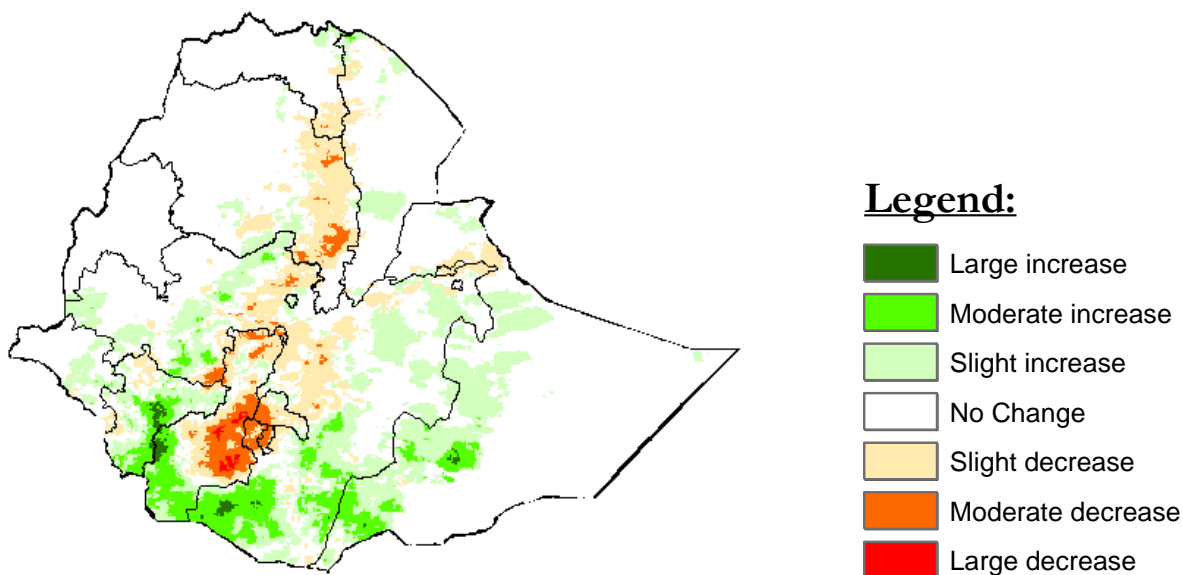 Legend:
Large increase
Moderate increase
Slight increase
No Change
Slight decrease
Moderate decrease
Large decrease